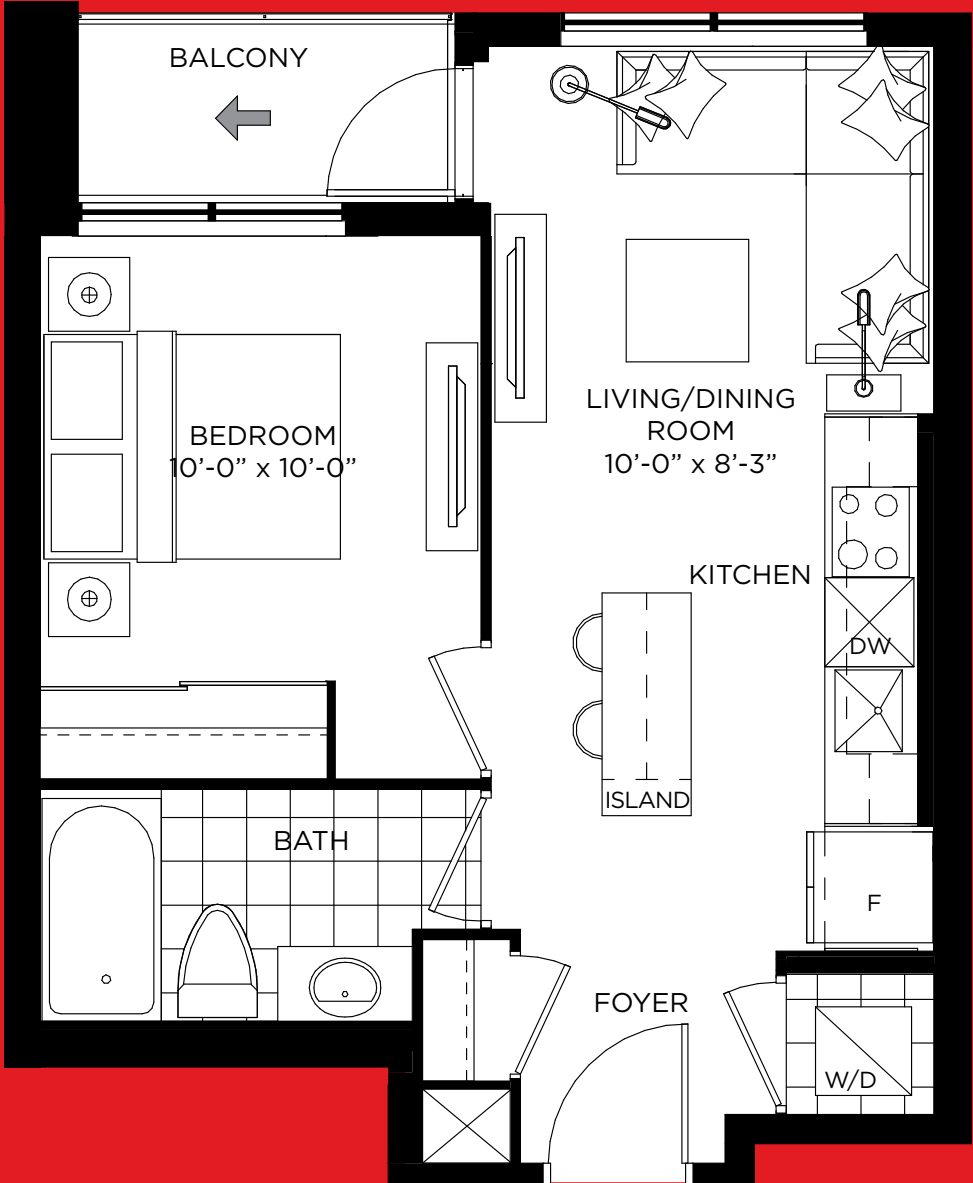 BALCONY
LIVING/DINING
ROOM
10’-0” x 8’-3”
BEDROOM
10’-0” x 10’-0”
KITCHEN
DW
ISLAND
BATH
F
FOYER
W/D